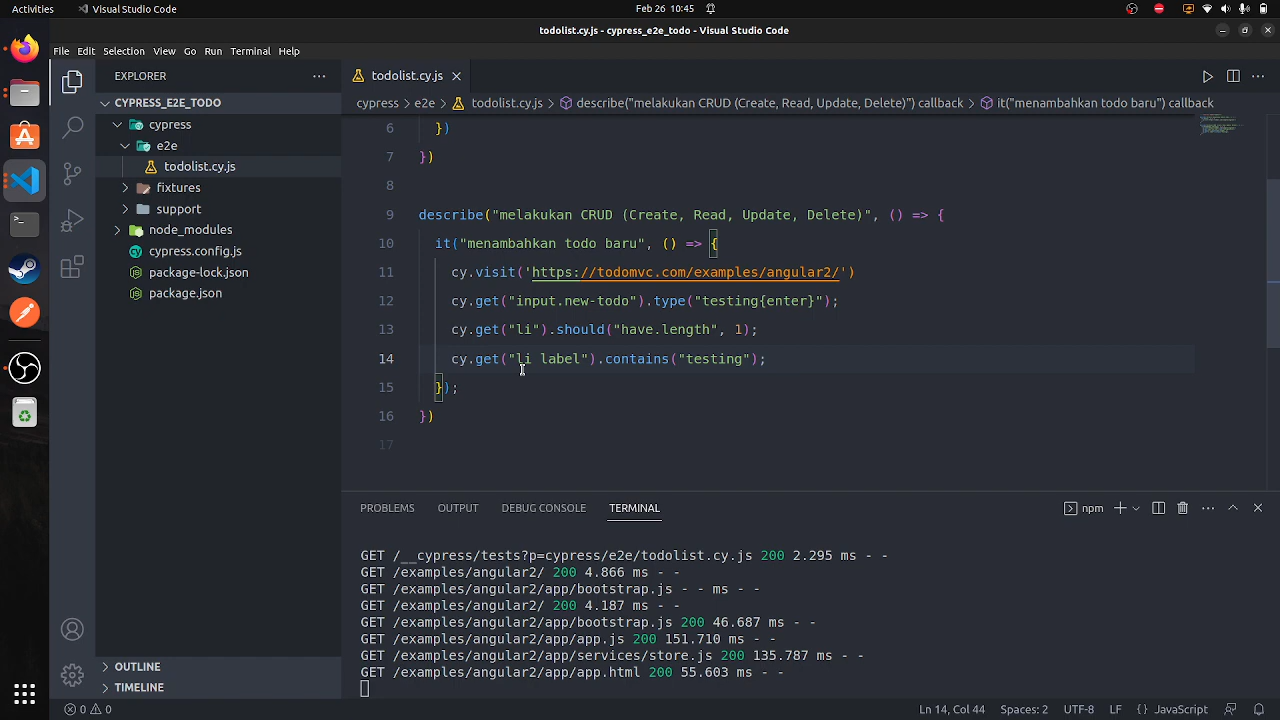 Activities
Visual Studio Code
Feb 26 10:45
todolist.cy.js - cypress_e2e_todo - Visual Studio Code
File Edit Selection View Go Run Terminal Help
EXPLORER
CYPRESS_E2E_TODO
cypress
e2e
todolist.cy.js
fixtures
support
node_modules
cypress.config.js
package-lock.json
package.json
OUTLINE
TIMELINE
todolist.cy.js
cypress > e2e > todolist.cy.js > describe("melakukan CRUD (Create, Read, Update, Delete)") callback > it("menambahkan todo baru") callback
6 })
7 })
8
9 describe("melakukan CRUD (Create, Read, Update, Delete)", () => {
10 it("menambahkan todo baru", () => {
11 cy.visit('https://todomvc.com/examples/angular2/')
12 cy.get("input.new-todo").type("testing{enter}");
13 cy.get("li").should("have.length", 1);
14 cy.get("li label").contains("testing");
15 });
16 })
17
PROBLEMS OUTPUT DEBUG CONSOLE TERMINAL
npm
GET /__cypress/tests?p=cypress/e2e/todolist.cy.js 200 2.295 ms - -
GET /examples/angular2/ 200 4.866 ms - -
GET /examples/angular2/app/bootstrap.js - - ms - -
GET /examples/angular2/ 200 4.187 ms - -
GET /examples/angular2/app/bootstrap.js 200 46.687 ms - -
GET /examples/angular2/app/app.js 200 151.710 ms - -
GET /examples/angular2/app/services/store.js 200 135.787 ms - -
GET /examples/angular2/app/app.html 200 55.603 ms - -
0 0
Ln 14, Col 44 Spaces: 2 UTF-8 LF {} JavaScript